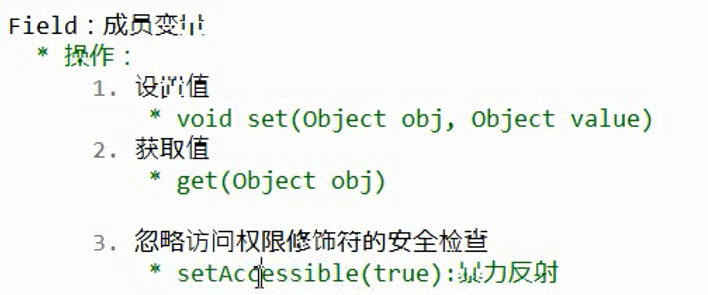 Field：成员变量
* 操作：
1. 设置值
* void set(Object obj, Object value)
2. 获取值
* get(Object obj)
3. 忽略访问权限修饰符的安全检查
* setAccessible(true):暴力反射